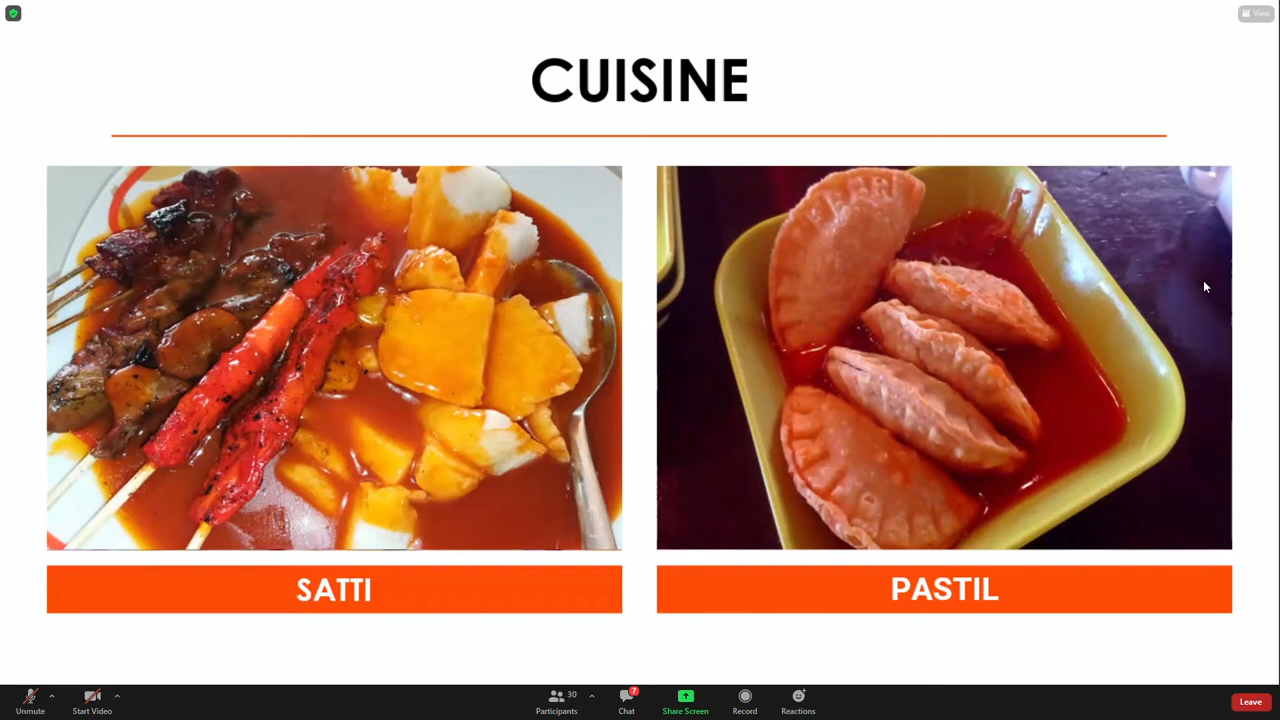 View
CUISINE
SATTI
PASTIL
30
7
Unmute
Start Video
Participants
Chat
Share Screen
Record
Reactions
Leave